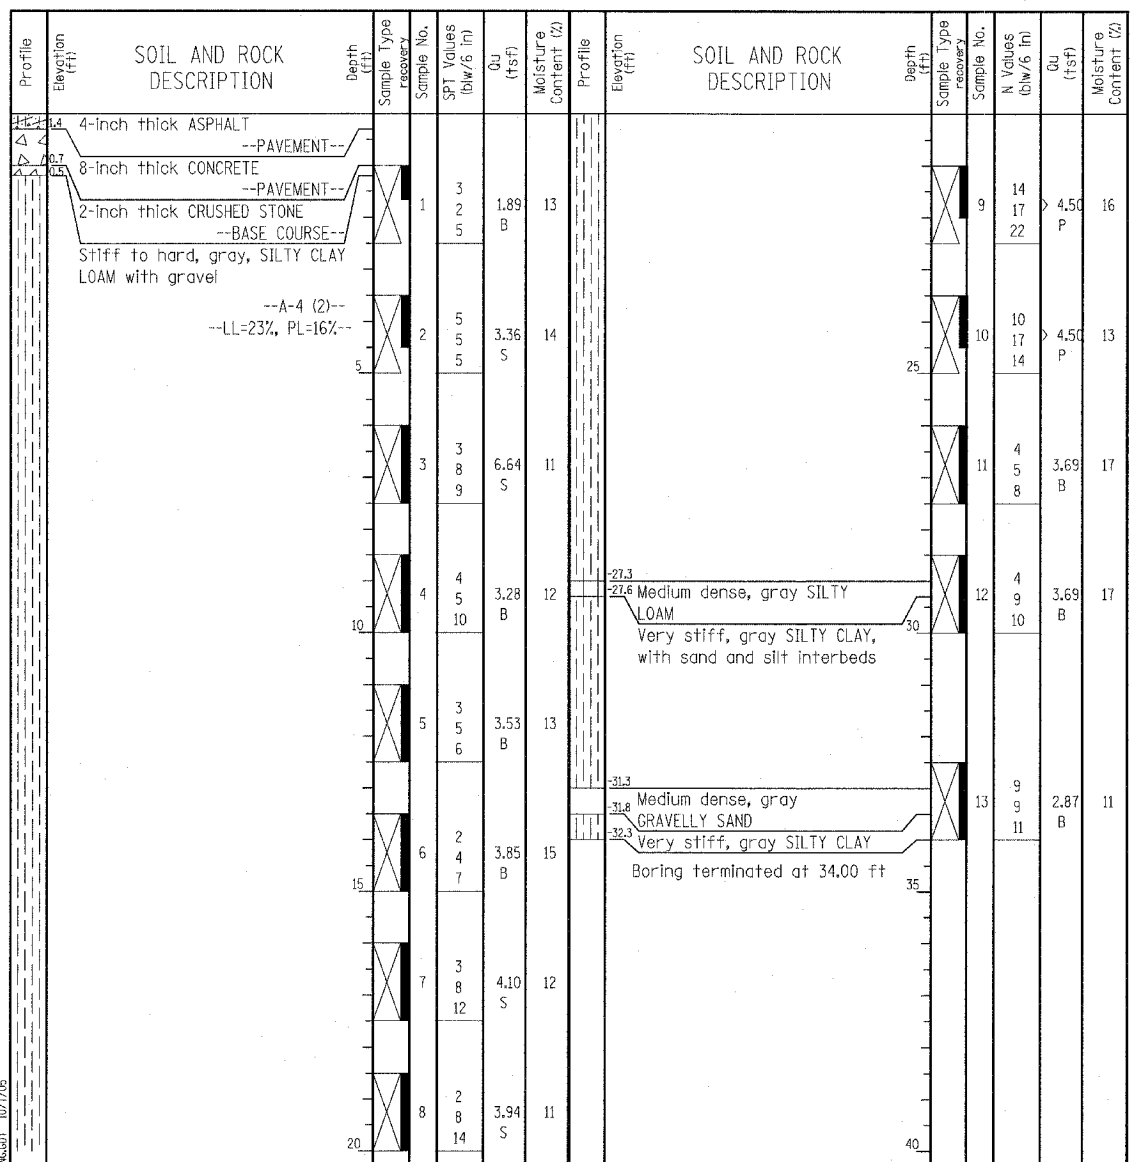 Profile
Elevation (ft)
SOIL AND ROCK
DESCRIPTION
Depth (ft)
Sample Type
recovery
Sample No.
SPT Values (blw/6 in)
Qu (tsf)
Moisture Content (%)
1.4 4-inch thick ASPHALT
--PAVEMENT--
0.7 8-inch thick CONCRETE
0.5
--PAVEMENT--
2-inch thick CRUSHED STONE
--BASE COURSE--
Stiff to hard, gray, SILTY CLAY
LOAM with gravel
--A-4 (2)--
--LL=23%, PL=16%--
1 3 2 5 1.89 B 13
2 5 5 5 3.36 S 14
5
3 3 8 9 6.64 S 11
4 4 5 10 3.28 B 12
10
5 3 5 6 3.53 B 13
6 2 4 7 3.85 B 15
15
7 3 8 12 4.10 S 12
8 2 8 14 3.94 S 11
20
Profile
Elevation (ft)
SOIL AND ROCK
DESCRIPTION
Depth (ft)
Sample Type
recovery
Sample No.
N Values (blw/6 in)
Qu (tsf)
Moisture Content (%)
9 14 17 22 > 4.50 P 16
10 10 17 14 > 4.50 P 13
25
11 4 5 8 3.69 B 17
-27.3
-27.6 Medium dense, gray SILTY
LOAM
12 4 9 10 3.69 B 17
30
Very stiff, gray SILTY CLAY,
with sand and silt interbeds
-31.3
Medium dense, gray
-31.8 GRAVELLY SAND
13 9 9 11 2.87 B 11
-32.3 Very stiff, gray SILTY CLAY
Boring terminated at 34.00 ft
35
40